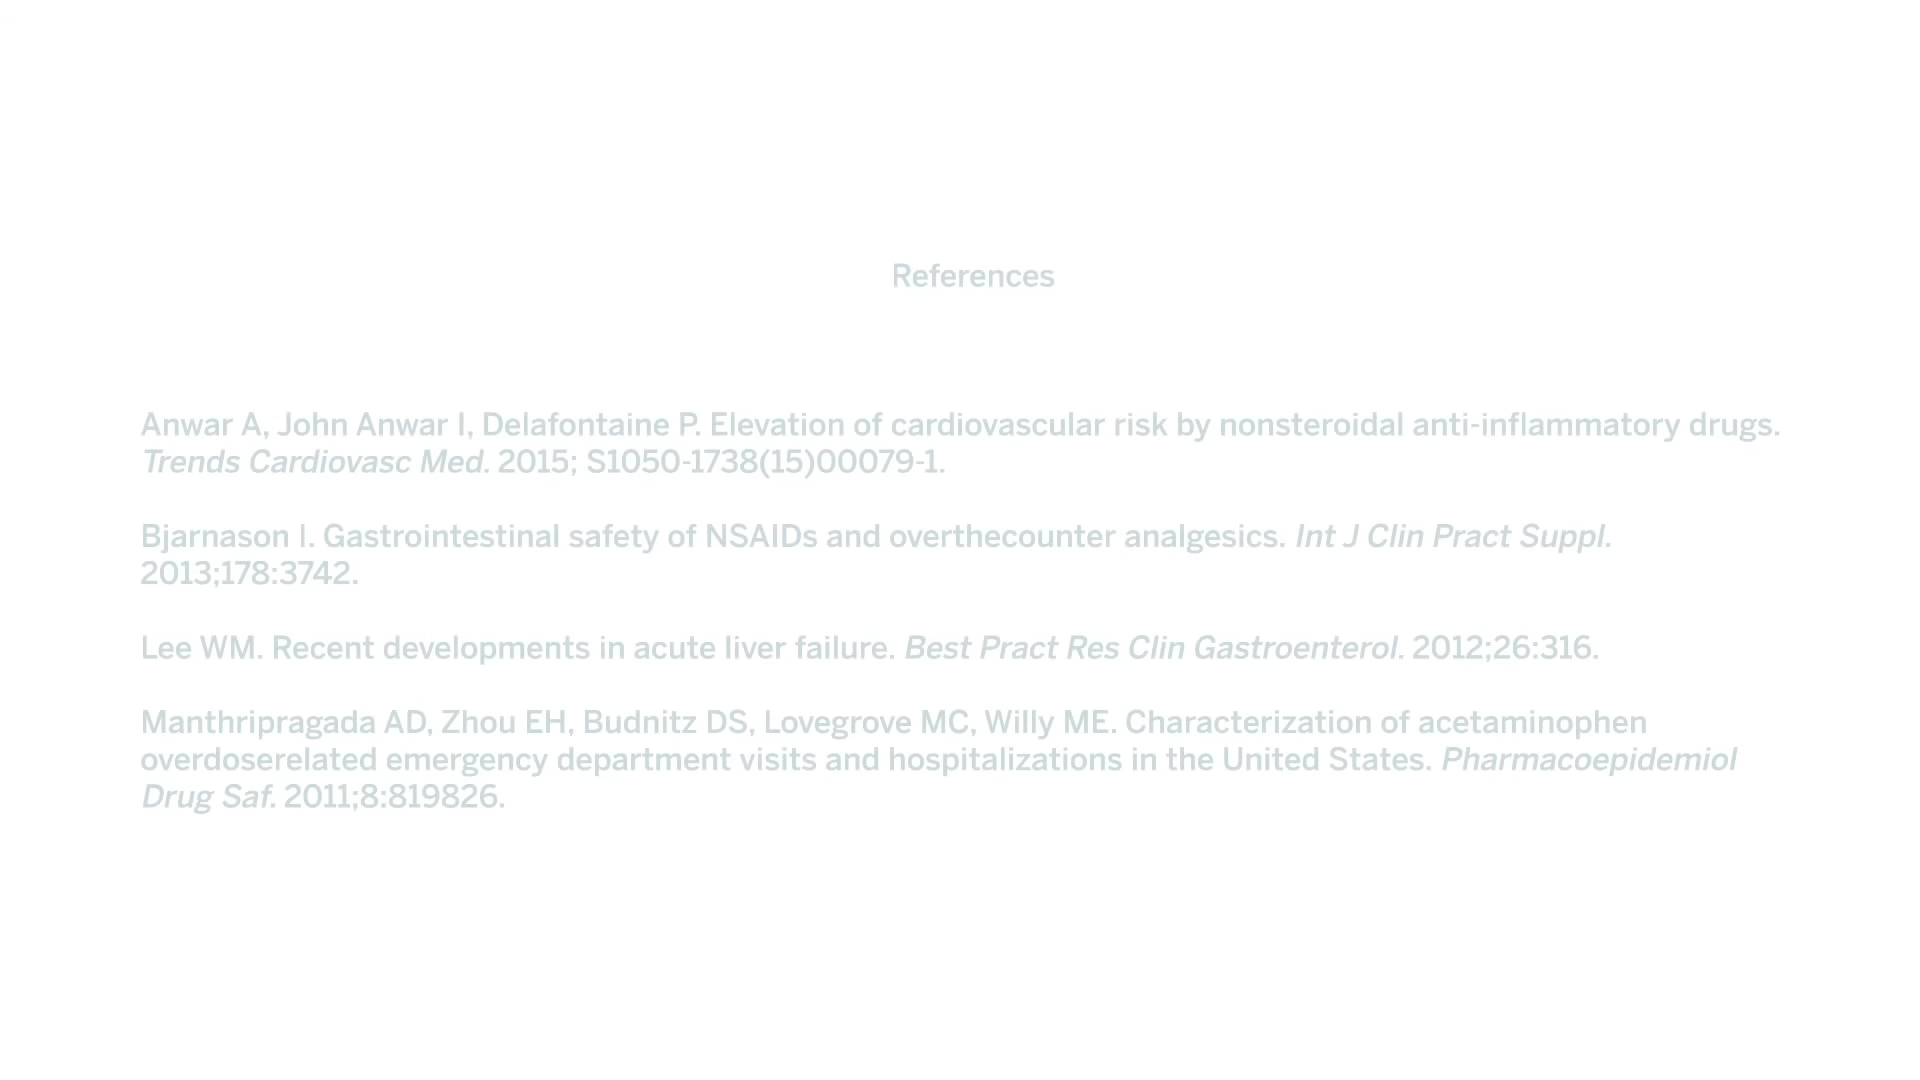 References
Anwar A, John Anwar I, Delafontaine P. Elevation of cardiovascular risk by nonsteroidal anti-inflammatory drugs.
Trends Cardiovasc Med. 2015; S1050-1738(15)00079-1.
Bjarnason I. Gastrointestinal safety of NSAIDs and overthecounter analgesics. Int J Clin Pract Suppl.
2013;178:3742.
Lee WM. Recent developments in acute liver failure. Best Pract Res Clin Gastroenterol. 2012;26:316.
Manthripragada AD, Zhou EH, Budnitz DS, Lovegrove MC, Willy ME. Characterization of acetaminophen
overdoserelated emergency department visits and hospitalizations in the United States. Pharmacoepidemiol
Drug Saf. 2011;8:819826.